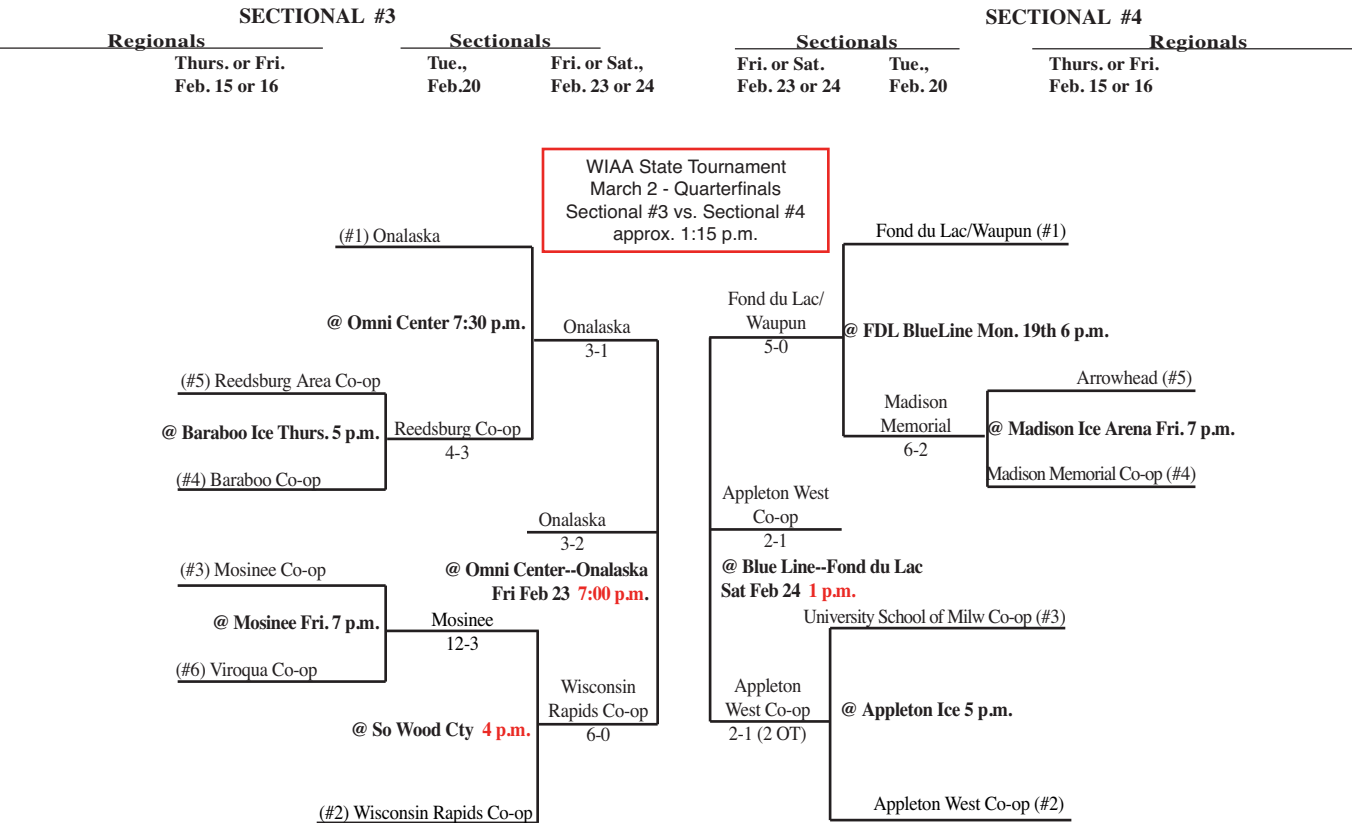 SECTIONAL #3
Regionals
Sectionals
Thurs. or Fri.
Feb. 15 or 16
Tue.,
Feb.20
Fri. or Sat.,
Feb. 23 or 24
SECTIONAL #4
Sectionals
Regionals
Fri. or Sat.
Feb. 23 or 24
Tue.,
Feb. 20
Thurs. or Fri.
Feb. 15 or 16
WIAA State Tournament
March 2 - Quarterfinals
Sectional #3 vs. Sectional #4
approx. 1:15 p.m.
(#1) Onalaska
@ Omni Center 7:30 p.m.
Onalaska
3-1
(#5) Reedsburg Area Co-op
@ Baraboo Ice Thurs. 5 p.m.
Reedsburg Co-op
4-3
(#4) Baraboo Co-op
Onalaska
3-2
@ Omni Center--Onalaska
Fri Feb 23 7:00 p.m.
(#3) Mosinee Co-op
@ Mosinee Fri. 7 p.m.
Mosinee
12-3
(#6) Viroqua Co-op
Wisconsin
Rapids Co-op
6-0
@ So Wood Cty 4 p.m.
(#2) Wisconsin Rapids Co-op
Fond du Lac/Waupun (#1)
Fond du Lac/
Waupun
5-0
@ FDL BlueLine Mon. 19th 6 p.m.
Arrowhead (#5)
Madison
Memorial
6-2
@ Madison Ice Arena Fri. 7 p.m.
Madison Memorial Co-op (#4)
Appleton West
Co-op
2-1
@ Blue Line--Fond du Lac
Sat Feb 24 1 p.m.
University School of Milw Co-op (#3)
Appleton
West Co-op
2-1 (2 OT)
@ Appleton Ice 5 p.m.
Appleton West Co-op (#2)